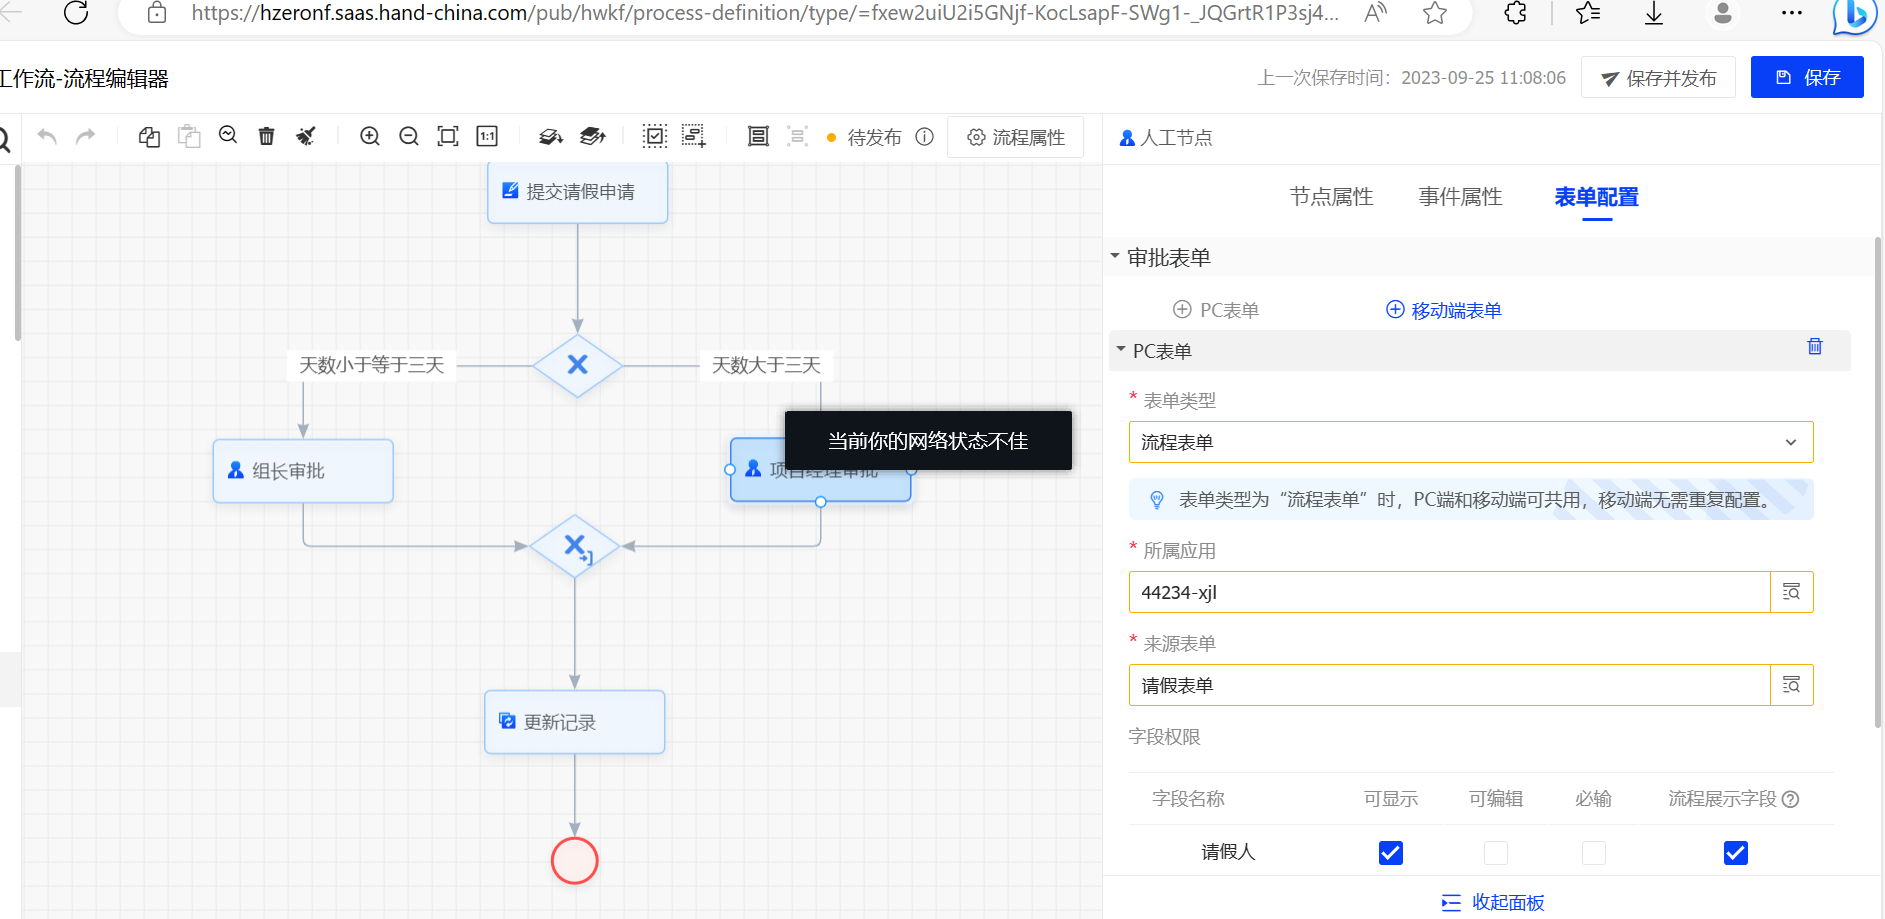 https://hzeronf.saas.hand-china.com/pub/hwkf/process-definition/type/=fxew2uiU2i5GNjf-KocLsapF-SWg1-_JQGrtR1P3sj4...
工作流-流程编辑器
上一次保存时间：2023-09-25 11:08:06
保存并发布
保存
1:1
待发布
流程属性
人工节点
提交请假申请
天数小于等于三天
天数大于三天
组长审批
项目经理审批
当前你的网络状态不佳
更新记录
节点属性 事件属性 表单配置
审批表单
PC表单 移动端表单
PC表单
* 表单类型
流程表单
表单类型为“流程表单”时，PC端和移动端可共用，移动端无需重复配置。
* 所属应用
44234-xjl
* 来源表单
请假表单
字段权限
字段名称 可显示 可编辑 必输 流程展示字段
请假人
收起面板